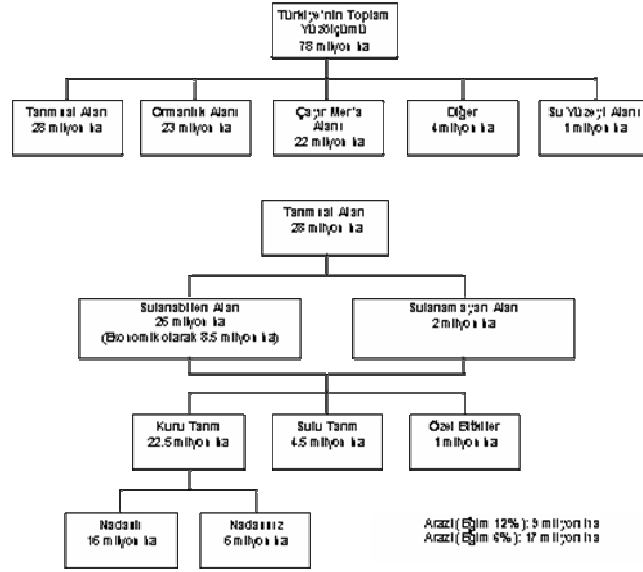 Türkiye'nin Toplam
Yüzölçümü
78 milyon ha
Tarımsal Alan
28 milyon ha
Ormanlık Alanı
23 milyon ha
Çayır Mer'a
Alanı
22 milyon ha
Diğer
4 milyon ha
Su Yüzeyi Alanı
1 milyon ha
Tarımsal Alan
28 milyon ha
Sulanabilen Alan
26 milyon ha
(Ekonomik olarak 8.5 milyon ha)
Sulanamayan Alan
2 milyon ha
Kuru Tarım
22.5 milyon ha
Sulu Tarım
4.5 milyon ha
Özel Bitkiler
1 milyon ha
Nadaslı
16 milyon ha
Nadassız
6 milyon ha
Arazi (Eğim 12%): 9 milyon ha
Arazi (Eğim 6%): 17 milyon ha